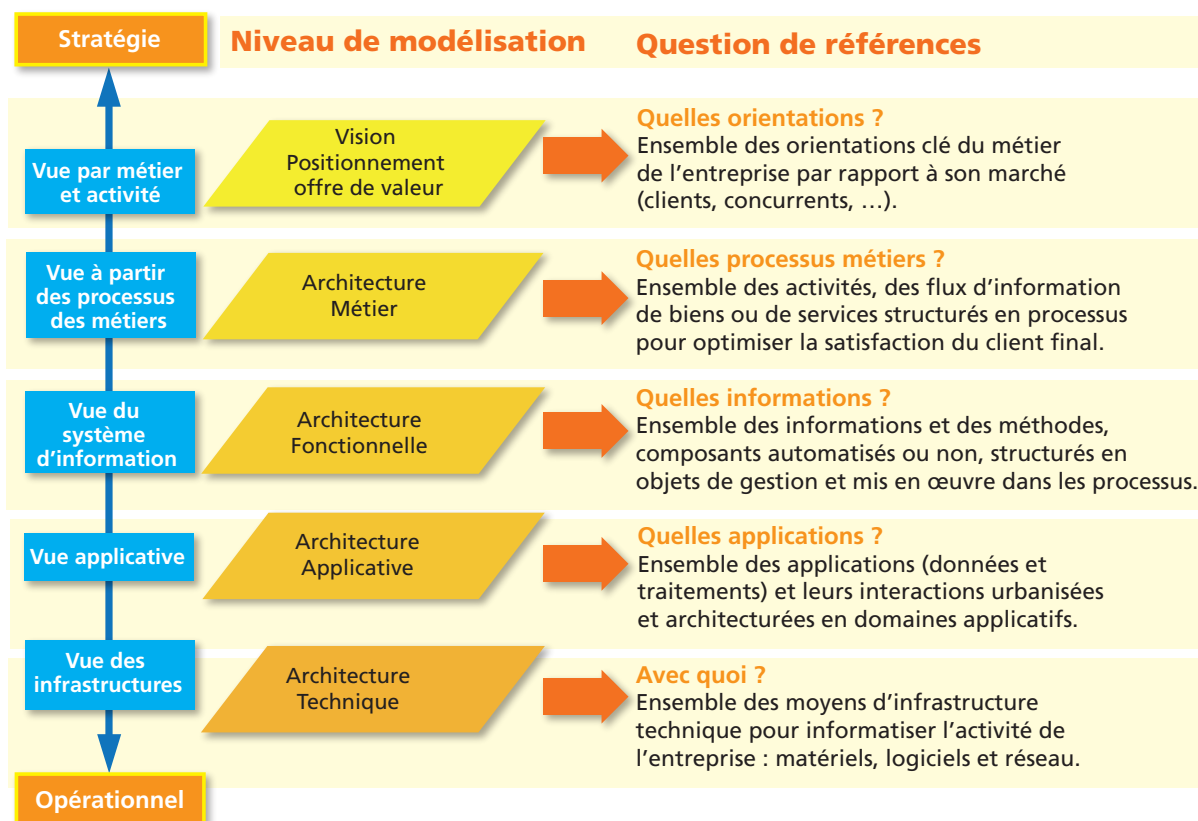 Stratégie
Niveau de modélisation
Question de références
Vue par métier
et activité
Vision
Positionnement
offre de valeur
Quelles orientations ?
Ensemble des orientations clé du métier
de l'entreprise par rapport à son marché
(clients, concurrents, …).
Vue à partir
des processus
des métiers
Architecture
Métier
Quelles processus métiers ?
Ensemble des activités, des flux d'information
de biens ou de services structurés en processus
pour optimiser la satisfaction du client final.
Vue du
système
d'information
Architecture
Fonctionnelle
Quelles informations ?
Ensemble des informations et des méthodes,
composants automatisés ou non, structurés en
objets de gestion et mis en œuvre dans les processus.
Vue applicative
Architecture
Applicative
Quelles applications ?
Ensemble des applications (données et
traitements) et leurs interactions urbanisées
et architecturées en domaines applicatifs.
Vue des
infrastructures
Architecture
Technique
Avec quoi ?
Ensemble des moyens d'infrastructure
technique pour informatiser l'activité de
l'entreprise : matériels, logiciels et réseau.
Opérationnel